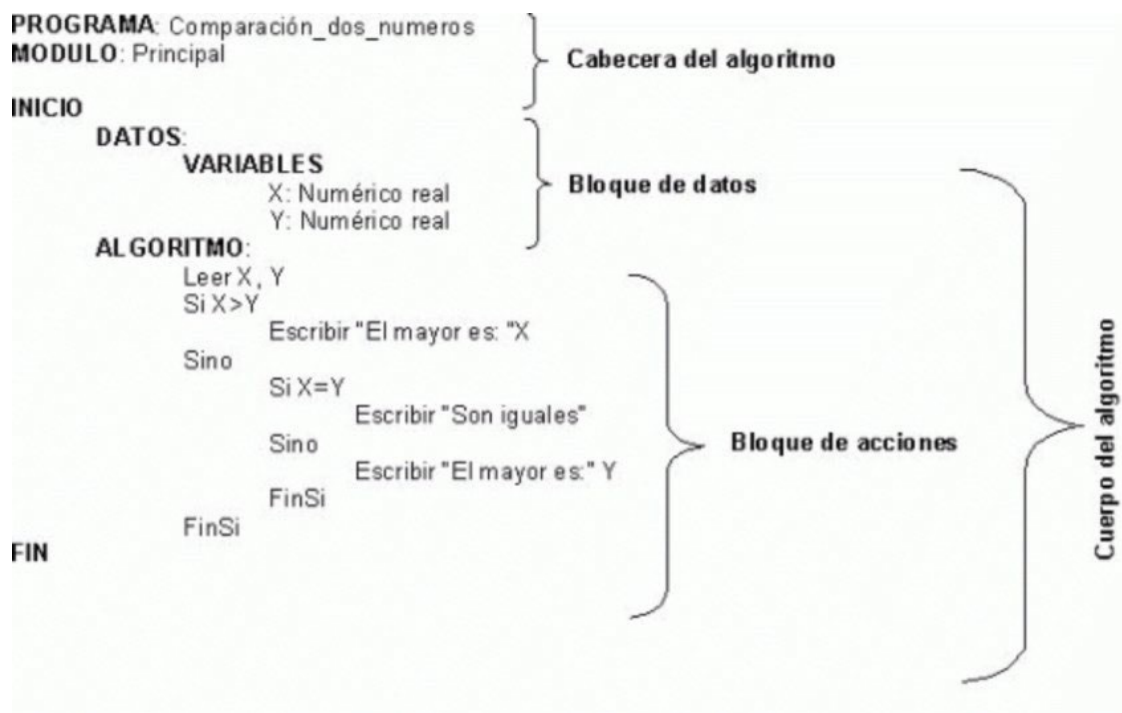 PROGRAMA: Comparación_dos_numeros
MODULO: Principal
Cabecera del algoritmo
INICIO
DATOS:
VARIABLES
X: Numérico real
Y: Numérico real
Bloque de datos
ALGORITMO:
Leer X, Y
Si X>Y
Escribir "El mayor es: "X
Sino
Si X=Y
Escribir "Son iguales"
Sino
Escribir "El mayor es:" Y
FinSi
FinSi
Bloque de acciones
FIN
Cuerpo del algoritmo